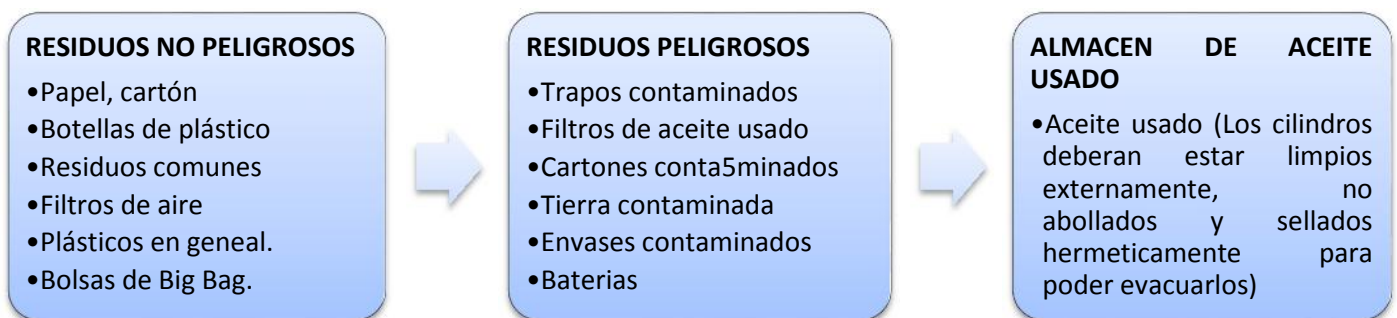 RESIDUOS NO PELIGROSOS
•Papel, cartón
•Botellas de plástico
•Residuos comunes
•Filtros de aire
•Plásticos en geneal.
•Bolsas de Big Bag.
RESIDUOS PELIGROSOS
•Trapos contaminados
•Filtros de aceite usado
•Cartones conta5minados
•Tierra contaminada
•Envases contaminados
•Baterias
ALMACEN DE ACEITE
USADO
•Aceite usado (Los cilindros
deberan estar limpios
externamente, no
abollados y sellados
hermeticamente para
poder evacuarlos)